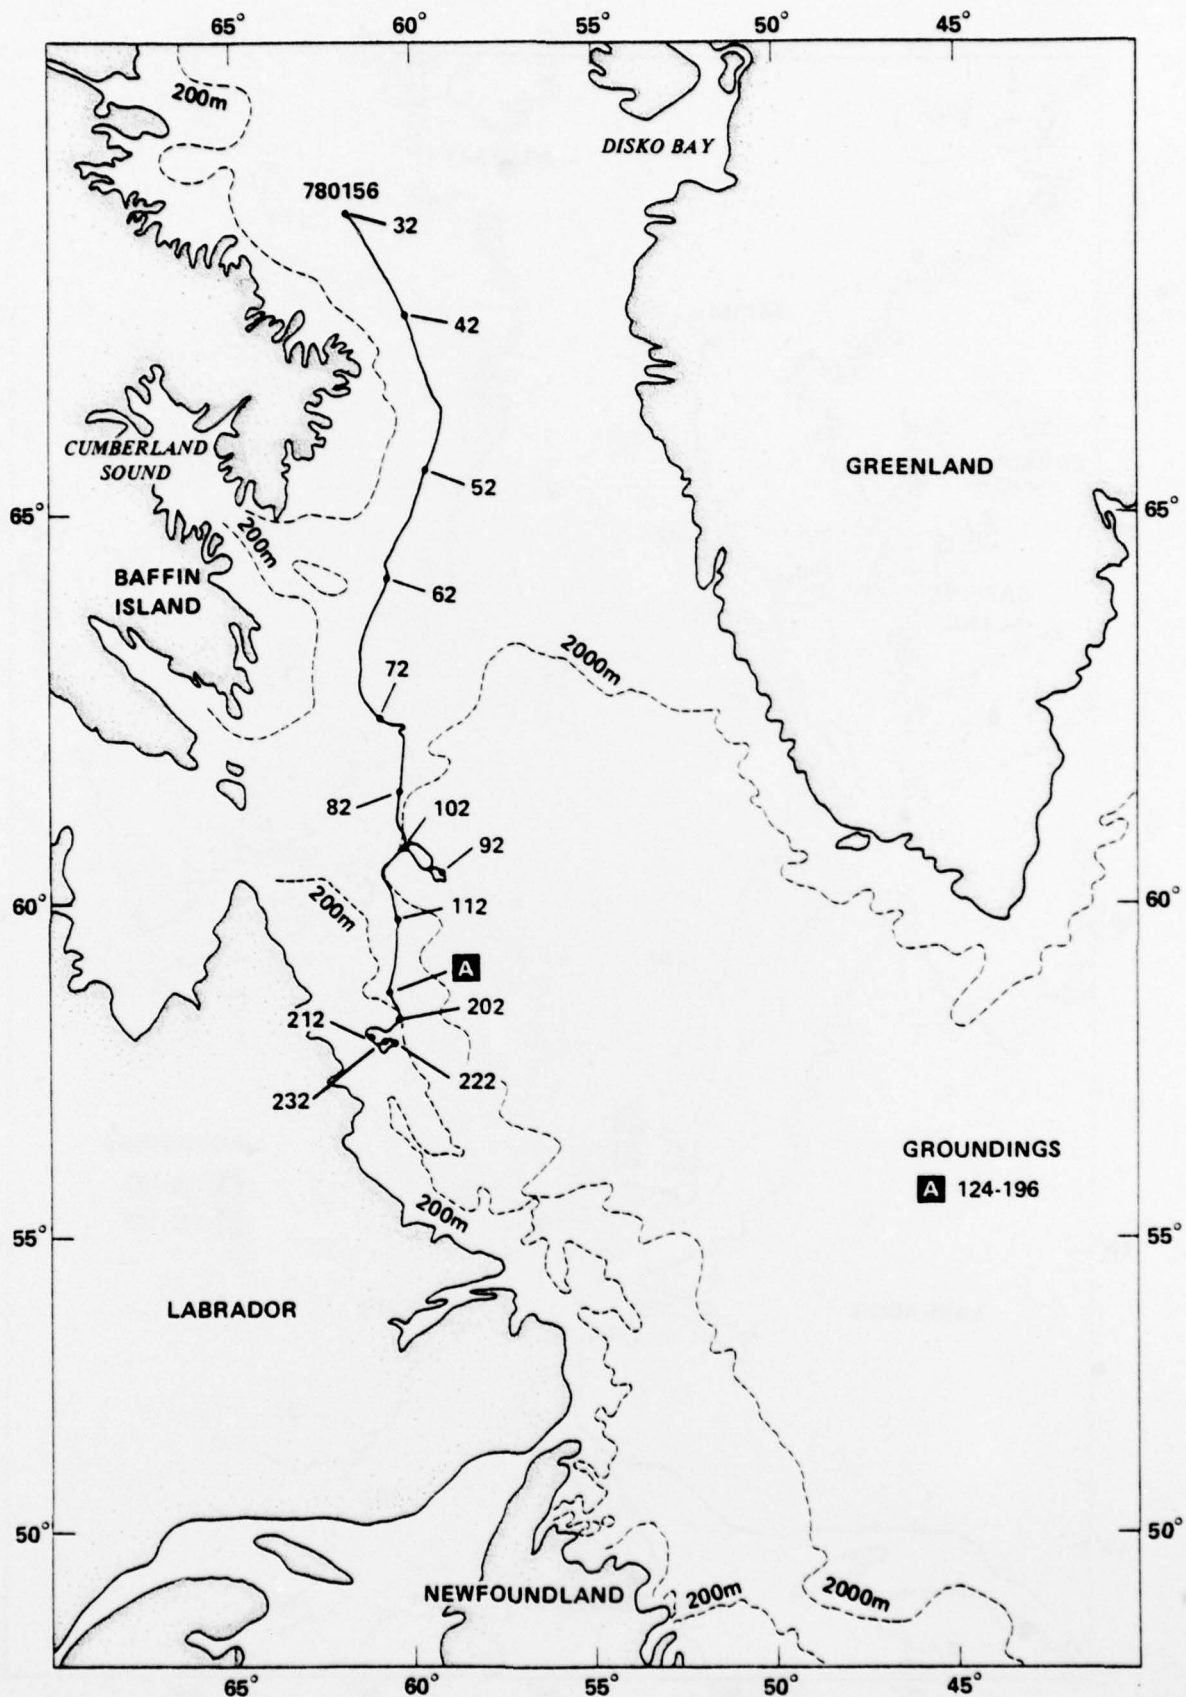 65° 60° 55° 50° 45°
200m
DISKO BAY
780156
32
42
CUMBERLAND
SOUND
GREENLAND
52
65° 65°
200m
BAFFIN
ISLAND
62
2000m
72
82
102
92
60° 60°
200m
112
A
202
212
222
232
GROUNDINGS
A 124-196
200m
55° 55°
LABRADOR
50° 50°
NEWFOUNDLAND
200m
2000m
65° 60° 55° 50° 45°